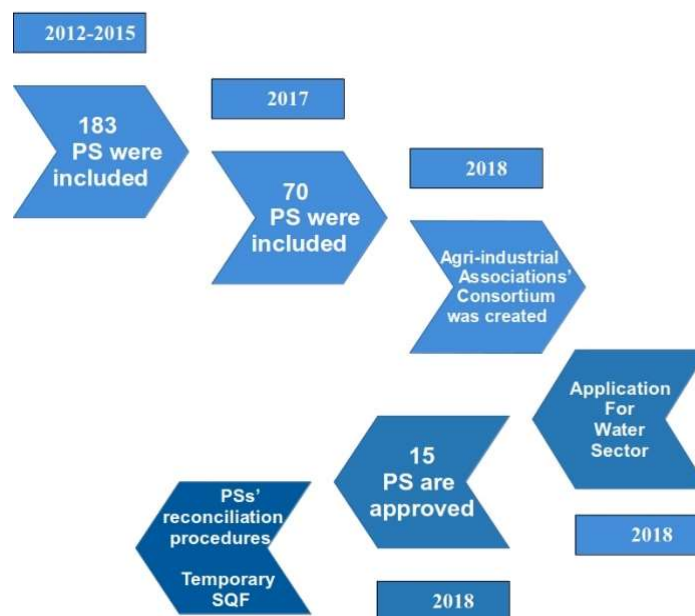 2012-2015
183
PS were
included
2017
70
PS were
included
2018
Agri-industrial
Associations’
Consortium
was created
Application
For
Water
Sector
2018
15
PS are
approved
2018
PSs’
reconciliation
procedures
Temporary
SQF